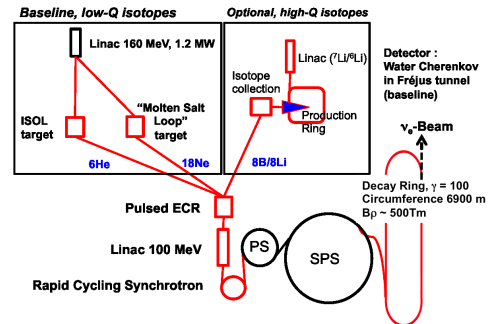 Baseline, low-Q isotopes
Optional, high-Q isotopes
Linac 160 MeV, 1.2 MW
Linac (⁷Li/⁶Li)
Detector :
Water Cherenkov
in Fréjus tunnel
(baseline)
Isotope
collection
ISOL
target
“Molten Salt
Loop”
target
Production
Ring
νe-Beam
6He
18Ne
8B/8Li
Decay Ring, γ = 100
Circumference 6900 m
Bρ ~ 500Tm
Pulsed ECR
Linac 100 MeV
PS
SPS
Rapid Cycling Synchrotron